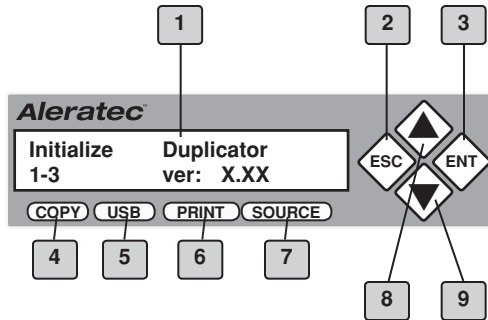 1 2 3
Aleratec
Initialize Duplicator
1-3 ver: X.XX
ESC ENT
COPY USB PRINT SOURCE
4 5 6 7
8 9